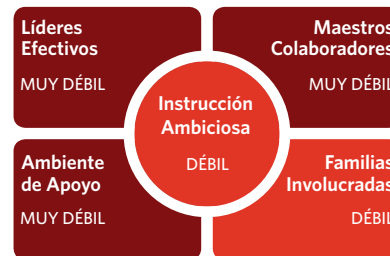 Líderes
Efectivos
MUY DÉBIL
Maestros
Colaboradores
MUY DÉBIL
Instrucción
Ambiciosa
DÉBIL
Ambiente
de Apoyo
MUY DÉBIL
Familias
Involucradas
DÉBIL